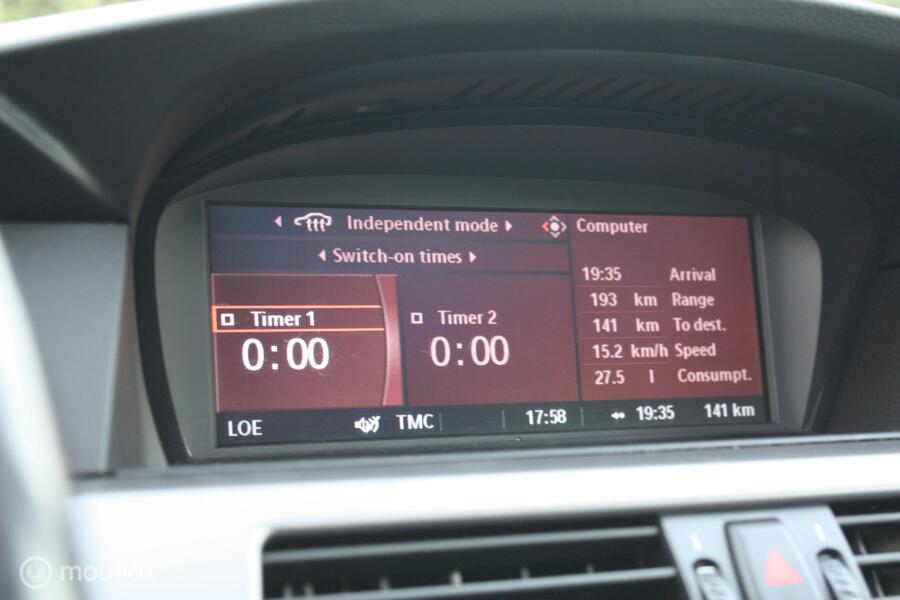 Independent mode
Switch-on times
Timer 1
0:00
Timer 2
0:00
Computer
19:35 Arrival
193 km Range
141 km To dest.
15.2 km/h Speed
27.5 l Consumpt.
LOE TMC 17:58 19:35 141 km